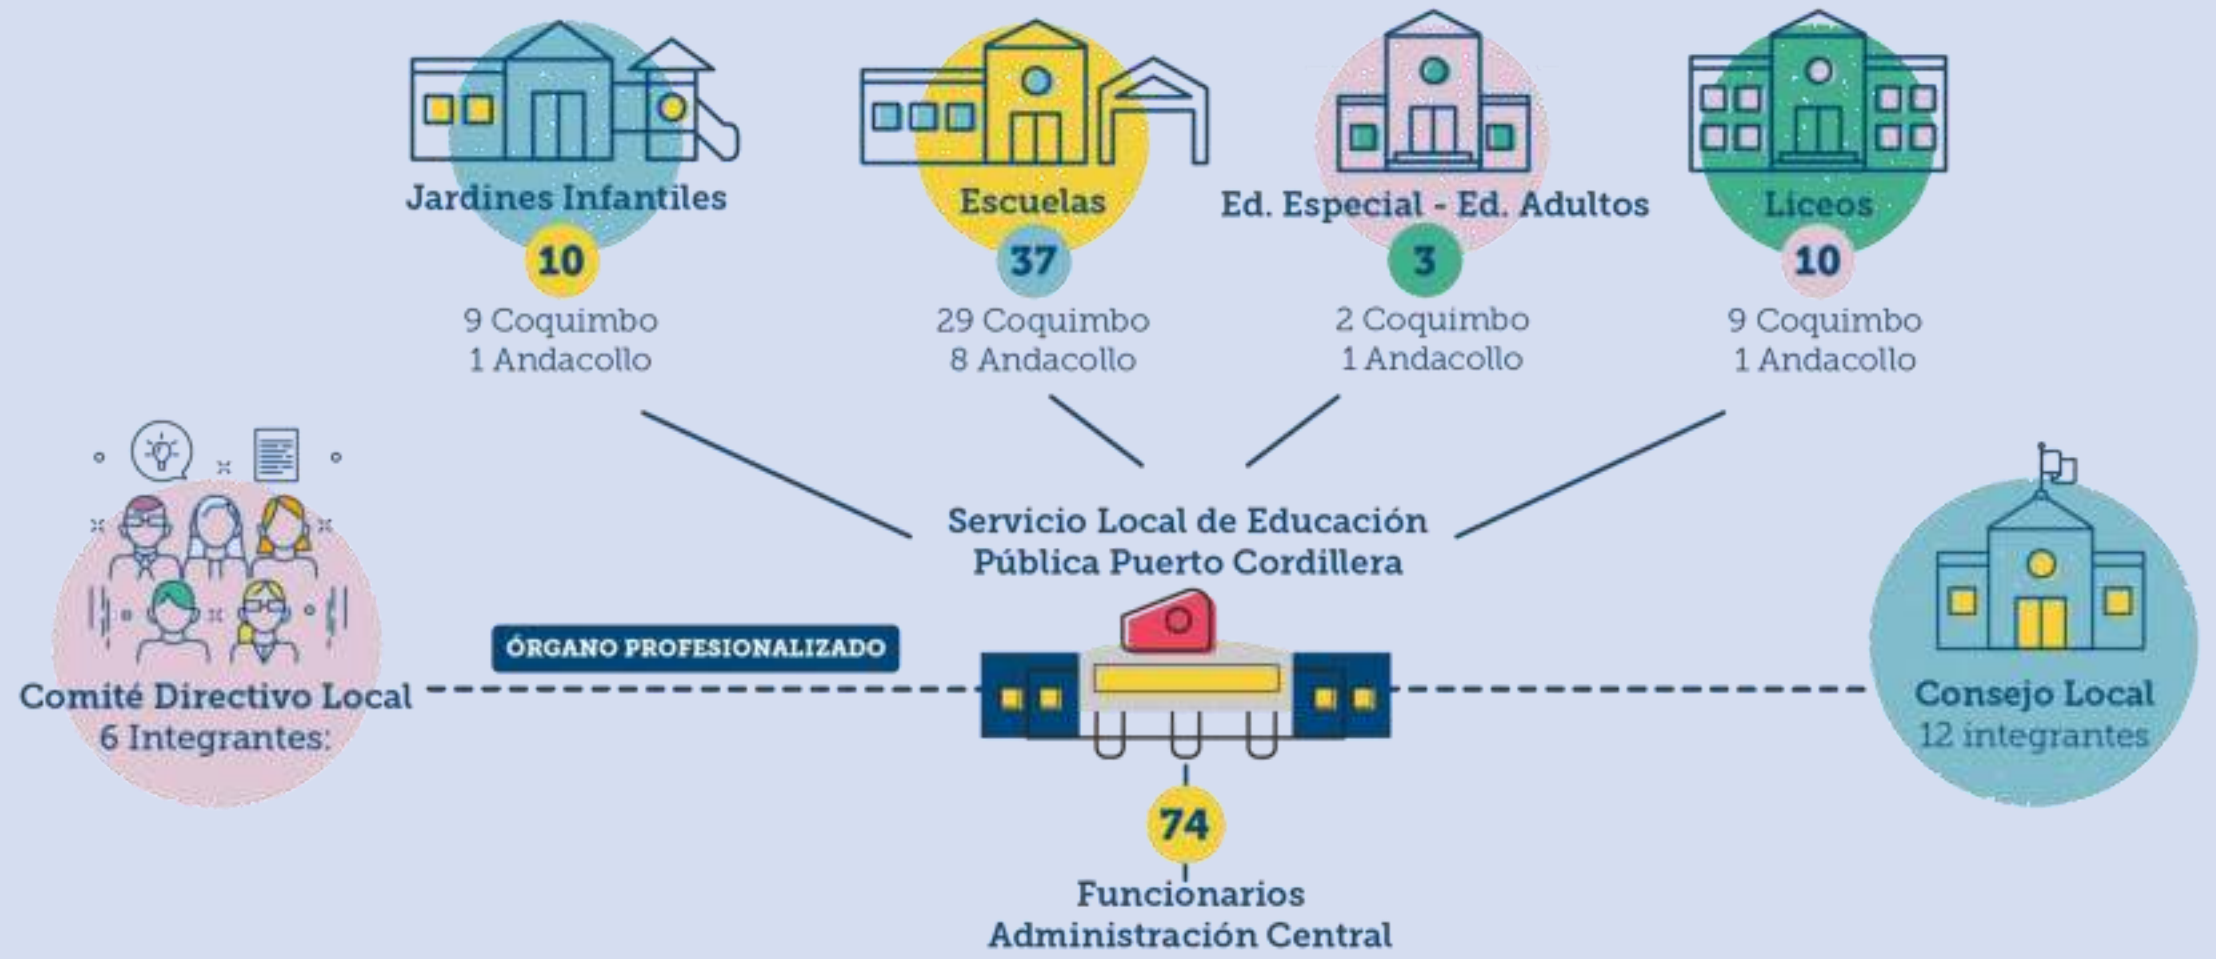 Jardines Infantiles
10
9 Coquimbo
1 Andacollo
Escuelas
37
29 Coquimbo
8 Andacollo
Ed. Especial - Ed. Adultos
3
2 Coquimbo
1 Andacollo
Liceos
10
9 Coquimbo
1 Andacollo
Servicio Local de Educación
Pública Puerto Cordillera
ÓRGANO PROFESIONALIZADO
Comité Directivo Local
6 Integrantes:
Consejo Local
12 integrantes
74
Funcionarios
Administración Central